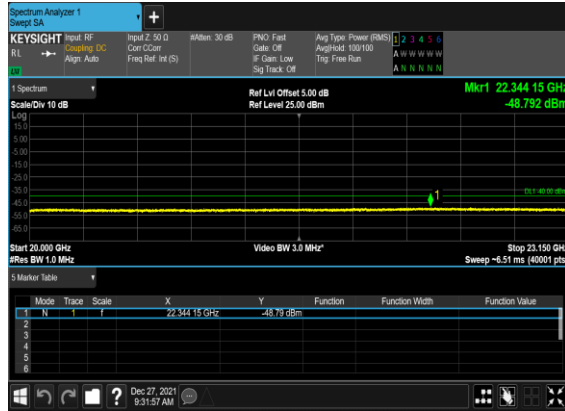 Spectrum Analyzer 1
Swept SA
+
KEYSIGHT Input: RF Input Z: 50 Ω #Atten: 30 dB PNO: Fast Avg Type: Power (RMS) 1 2 3 4 5 6
RL Coupling: DC Corr CCorr Gate: Off Avg|Hold: 100/100 A W W W W W
Align: Auto Freq Ref: Int (S) IF Gain: Low Trig: Free Run
Sig Track: Off A N N N N N
1 Spectrum Ref Lvl Offset 5.00 dB Mkr1 22.344 15 GHz
Scale/Div 10 dB Ref Level 25.00 dBm -48.792 dBm
Log
15.0
5.00
-5.00
-15.0
-25.0
-35.0 1 DL1 -40.00 dBm
-45.0
-55.0
-65.0
Start 20.000 GHz Video BW 3.0 MHz* Stop 23.150 GHz
#Res BW 1.0 MHz Sweep ~6.51 ms (40001 pts
5 Marker Table
Mode Trace Scale X Y Function Function Width Function Value
1 N 1 f 22.344 15 GHz -48.79 dBm
2
3
4
5
6
? Dec 27, 2021
9:31:57 AM